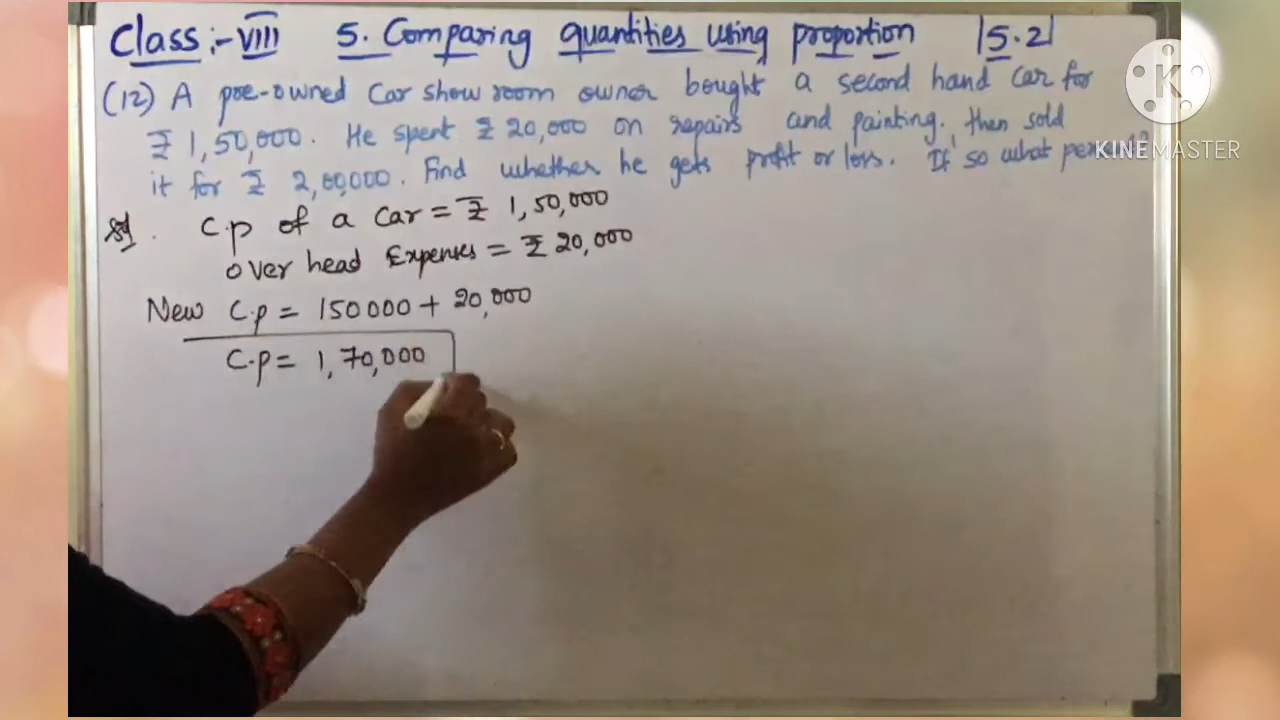 Class :- VIII 5. Comparing quantities using proportion |5.2|
(12) A pre-owned Car show room owner bought a second hand car for
₹ 1,50,000. He spent ₹ 20,000 on repairs and painting, then sold
it for ₹ 2,00,000. Find whether he gets profit or loss. If so what
Sol. C.p of a Car = ₹ 1,50,000
over head Expenses = ₹ 20,000
New C.p = 150000 + 20,000
C.p = 1,70,000
K
KINEMASTER